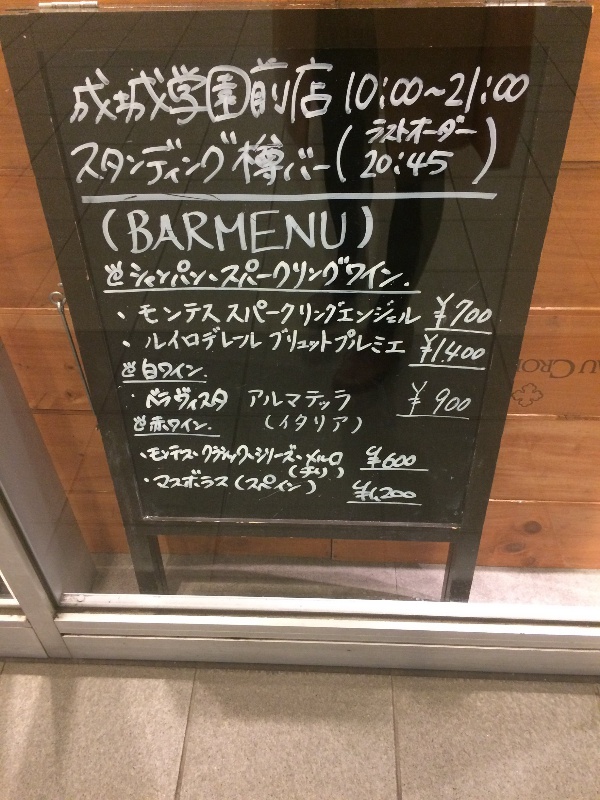 成城学園前店 10:00~21:00
スタンディング樽バー(ラストオーダー 20:45)
(BARMENU)
シャンパン・スパークリングワイン.
・モンテス スパークリングエンジェル ¥700
・ルイロデレール ブリュットプルミエ ¥1400
白ワイン.
・ベラヴィスタ アルマテッラ ¥900
(イタリア)
赤ワイン.
・モンテス・クラシック・シリーズ・メルロ ¥600
(チリ)
・マスボラス(スペイン) ¥1,200
AU CRO